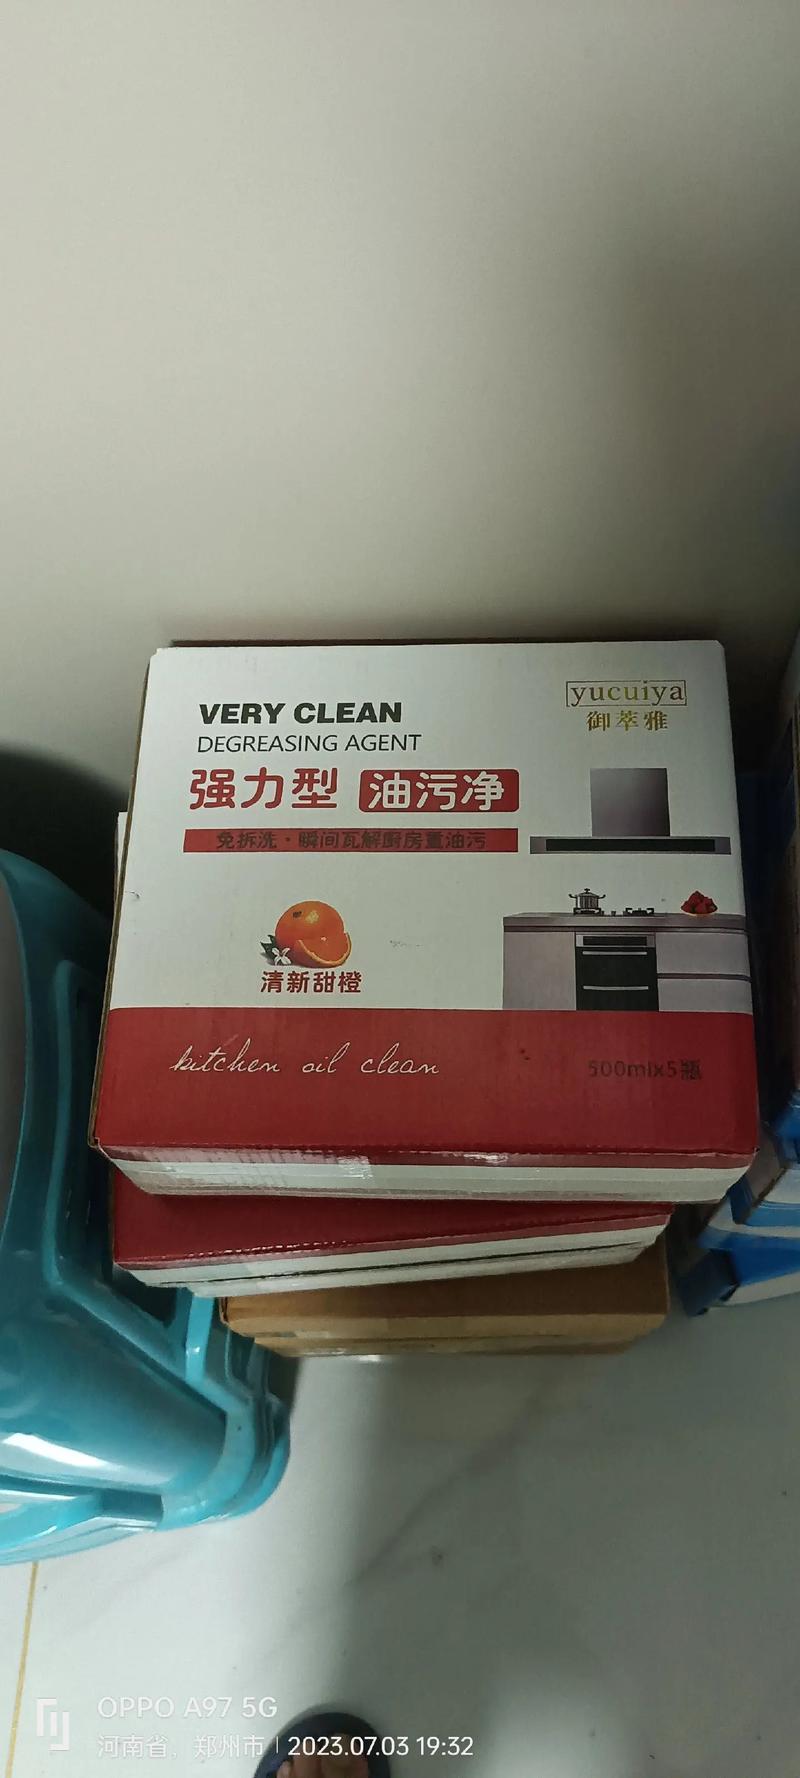 yucuiya
御萃雅
VERY CLEAN
DEGREASING AGENT
强力型 油污净
免拆洗·瞬间瓦解厨房重油污
清新甜橙
kitchen oil clean
500mlx5瓶
OPPO A97 5G
河南省，郑州市 | 2023.07.03 19:32